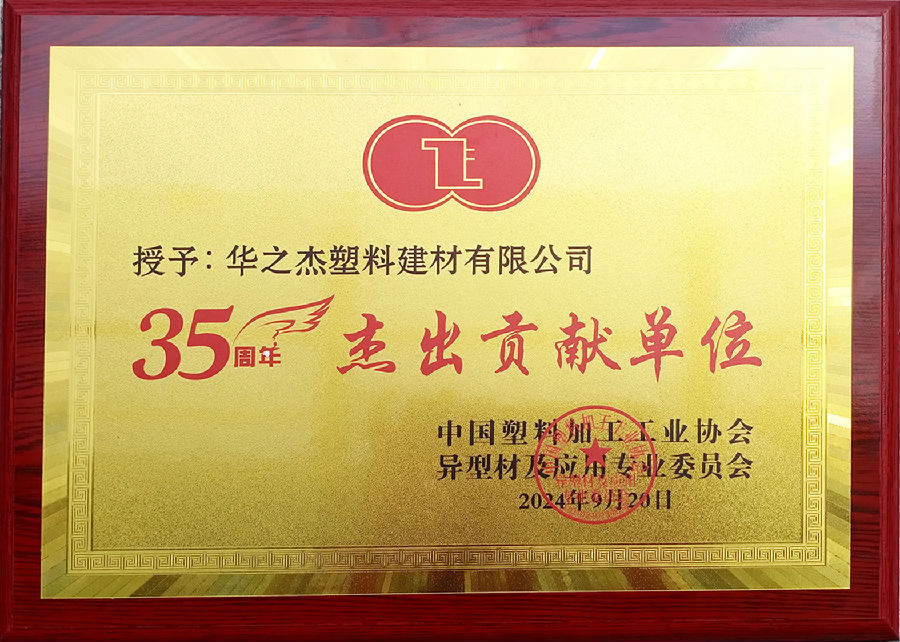 授予：华之杰塑料建材有限公司
35周年 杰出贡献单位
中国塑料加工工业协会
异型材及应用专业委员会
2024年9月20日